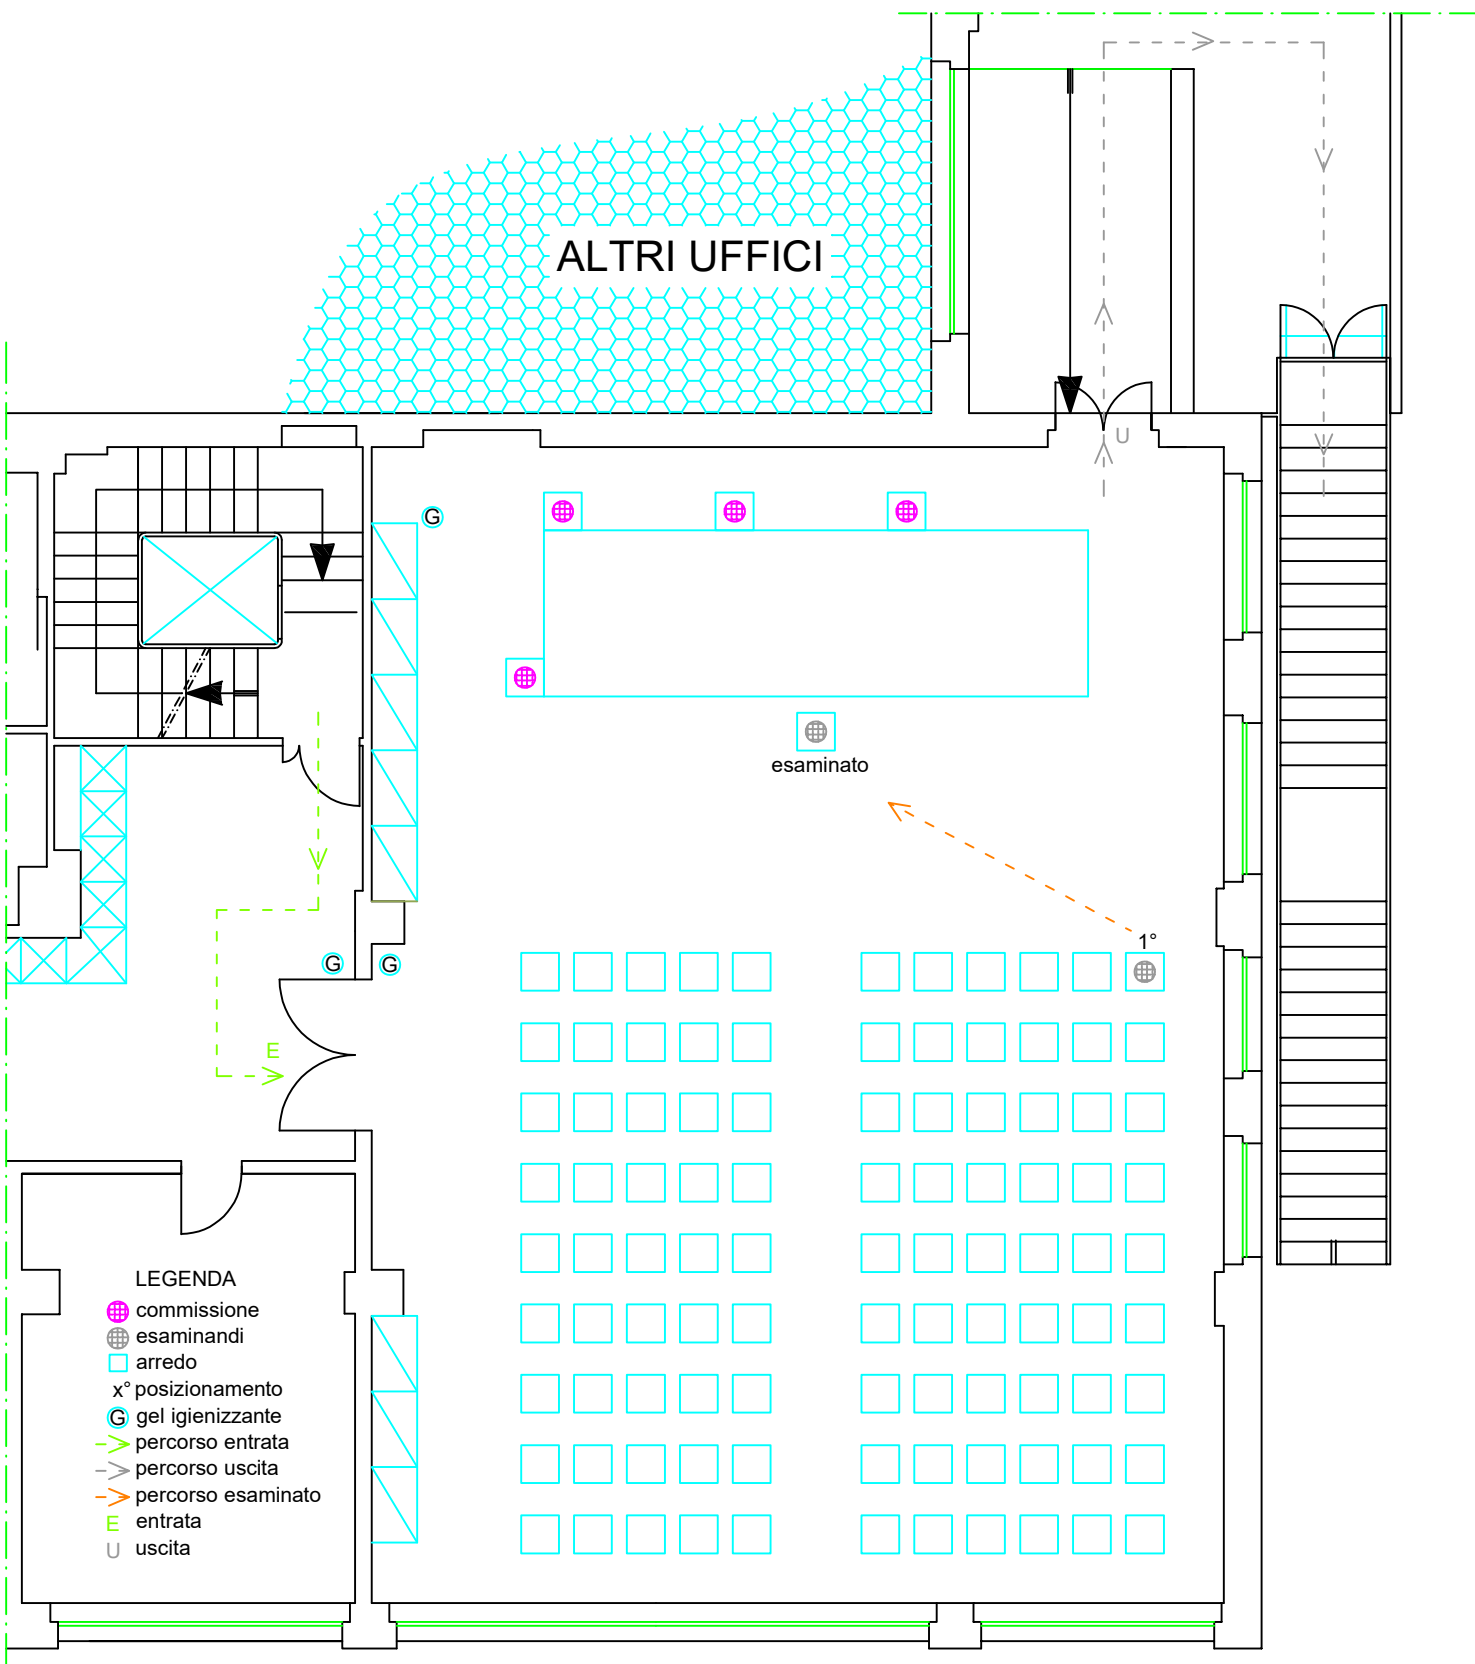 ALTRI UFFICI
U
G
esaminato
1°
G
G
E
LEGENDA
commissione
esaminandi
arredo
x° posizionamento
G gel igienizzante
percorso entrata
percorso uscita
percorso esaminato
E entrata
U uscita